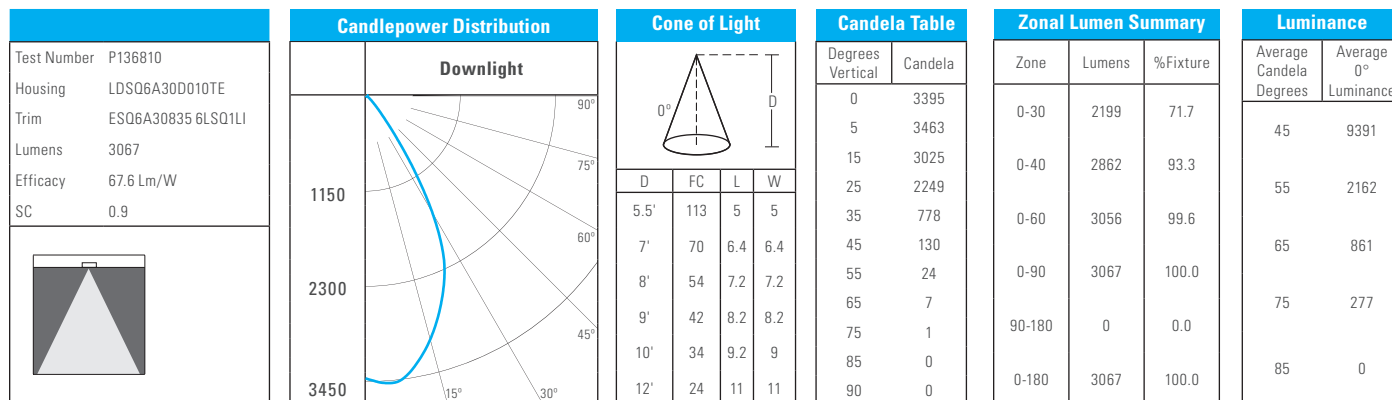 Test Number P136810
Housing LDSQ6A30D010TE
Trim ESQ6A30835 6LSQ1LI
Lumens 3067
Efficacy 67.6 Lm/W
SC 0.9
Candlepower Distribution
Downlight
90º
75º
60º
45º
30º
15º
1150
2300
3450
Cone of Light
0º
D
D FC L W
5.5' 113 5 5
7' 70 6.4 6.4
8' 54 7.2 7.2
9' 42 8.2 8.2
10' 34 9.2 9
12' 24 11 11
Candela Table
Degrees Vertical Candela
0 3395
5 3463
15 3025
25 2249
35 778
45 130
55 24
65 7
75 1
85 0
90 0
Zonal Lumen Summary
Zone Lumens %Fixture
0-30 2199 71.7
0-40 2862 93.3
0-60 3056 99.6
0-90 3067 100.0
90-180 0 0.0
0-180 3067 100.0
Luminance
Average Candela Degrees Average 0° Luminance
45 9391
55 2162
65 861
75 277
85 0